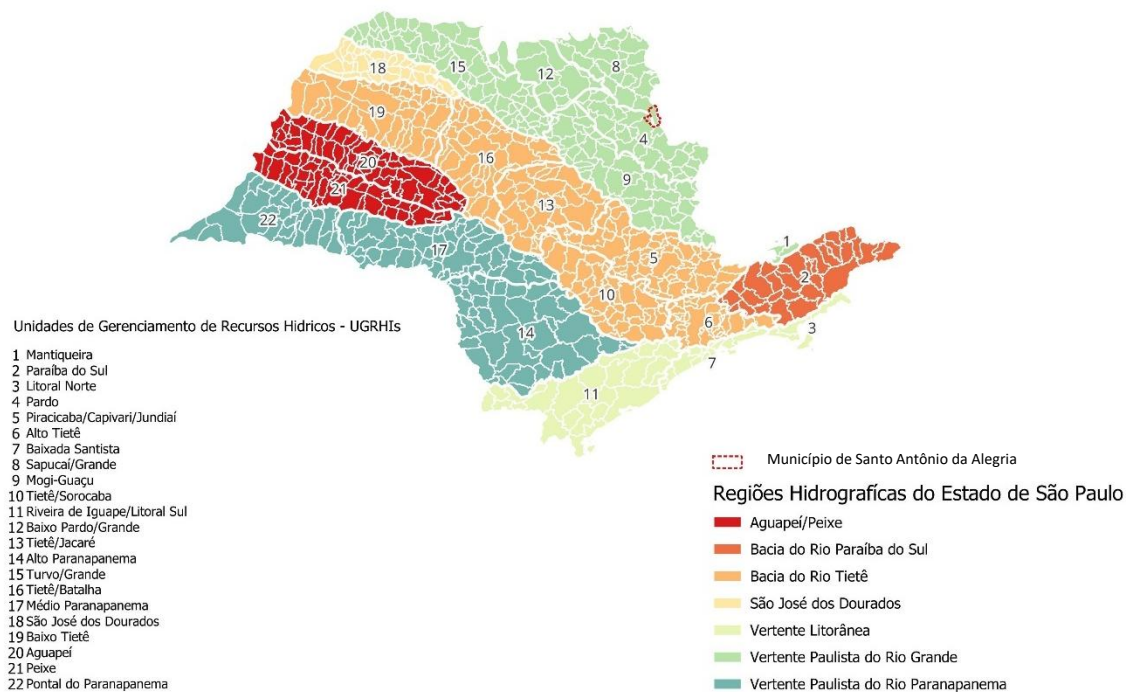 15
12
8
18
19
4
16
20
9
21
13
22
1
17
5
2
10
6
3
14
7
11
Unidades de Gerenciamento de Recursos Hidricos - UGRHIs
1 Mantiqueira
2 Paraíba do Sul
3 Litoral Norte
4 Pardo
5 Piracicaba/Capivari/Jundiaí
6 Alto Tietê
7 Baixada Santista
8 Sapucaí/Grande
9 Mogi-Guaçu
10 Tietê/Sorocaba
11 Riveira de Iguape/Litoral Sul
12 Baixo Pardo/Grande
13 Tietê/Jacaré
14 Alto Paranapanema
15 Turvo/Grande
16 Tietê/Batalha
17 Médio Paranapanema
18 São José dos Dourados
19 Baixo Tietê
20 Aguapeí
21 Peixe
22 Pontal do Paranapanema
Município de Santo Antônio da Alegria
Regiões Hidrografícas do Estado de São Paulo
Aguapeí/Peixe
Bacia do Rio Paraíba do Sul
Bacia do Rio Tietê
São José dos Dourados
Vertente Litorânea
Vertente Paulista do Rio Grande
Vertente Paulista do Rio Paranapanema